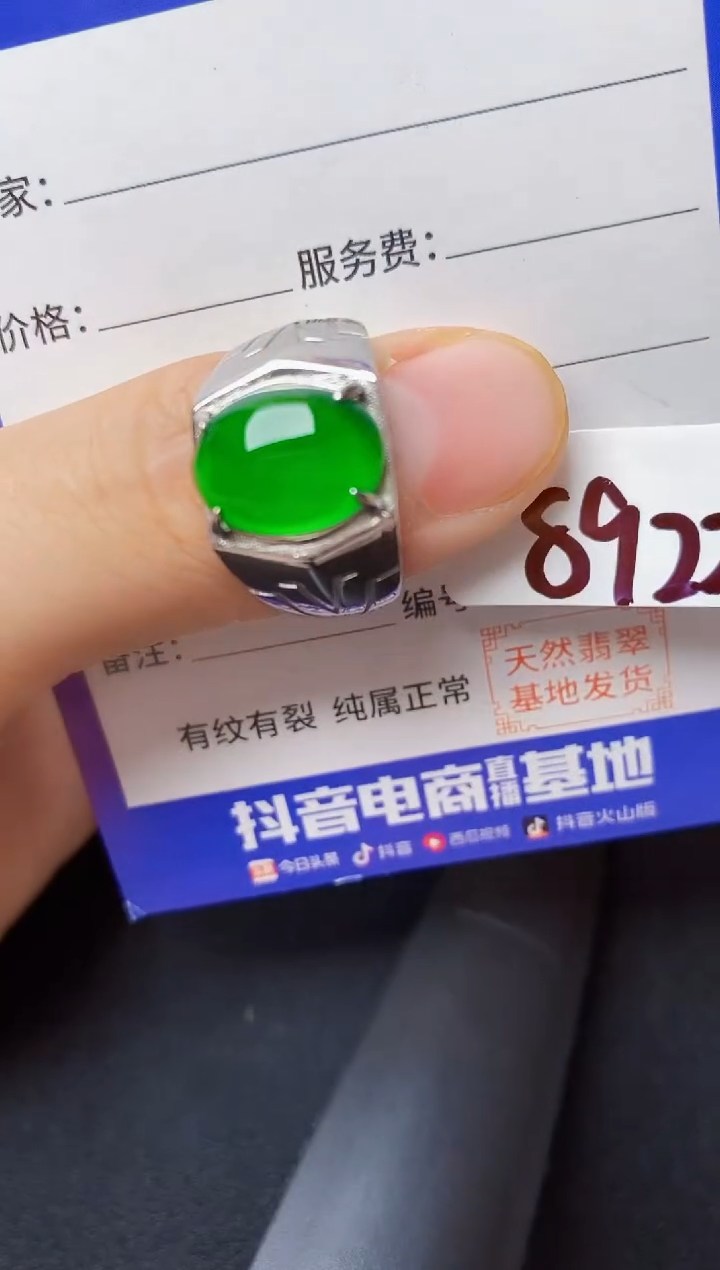 家：
价格： 服务费：
8922
编号
备注：
天然翡翠
基地发货
有纹有裂 纯属正常
抖音电商直播基地
今日头条 抖音 西瓜视频 抖音火山版